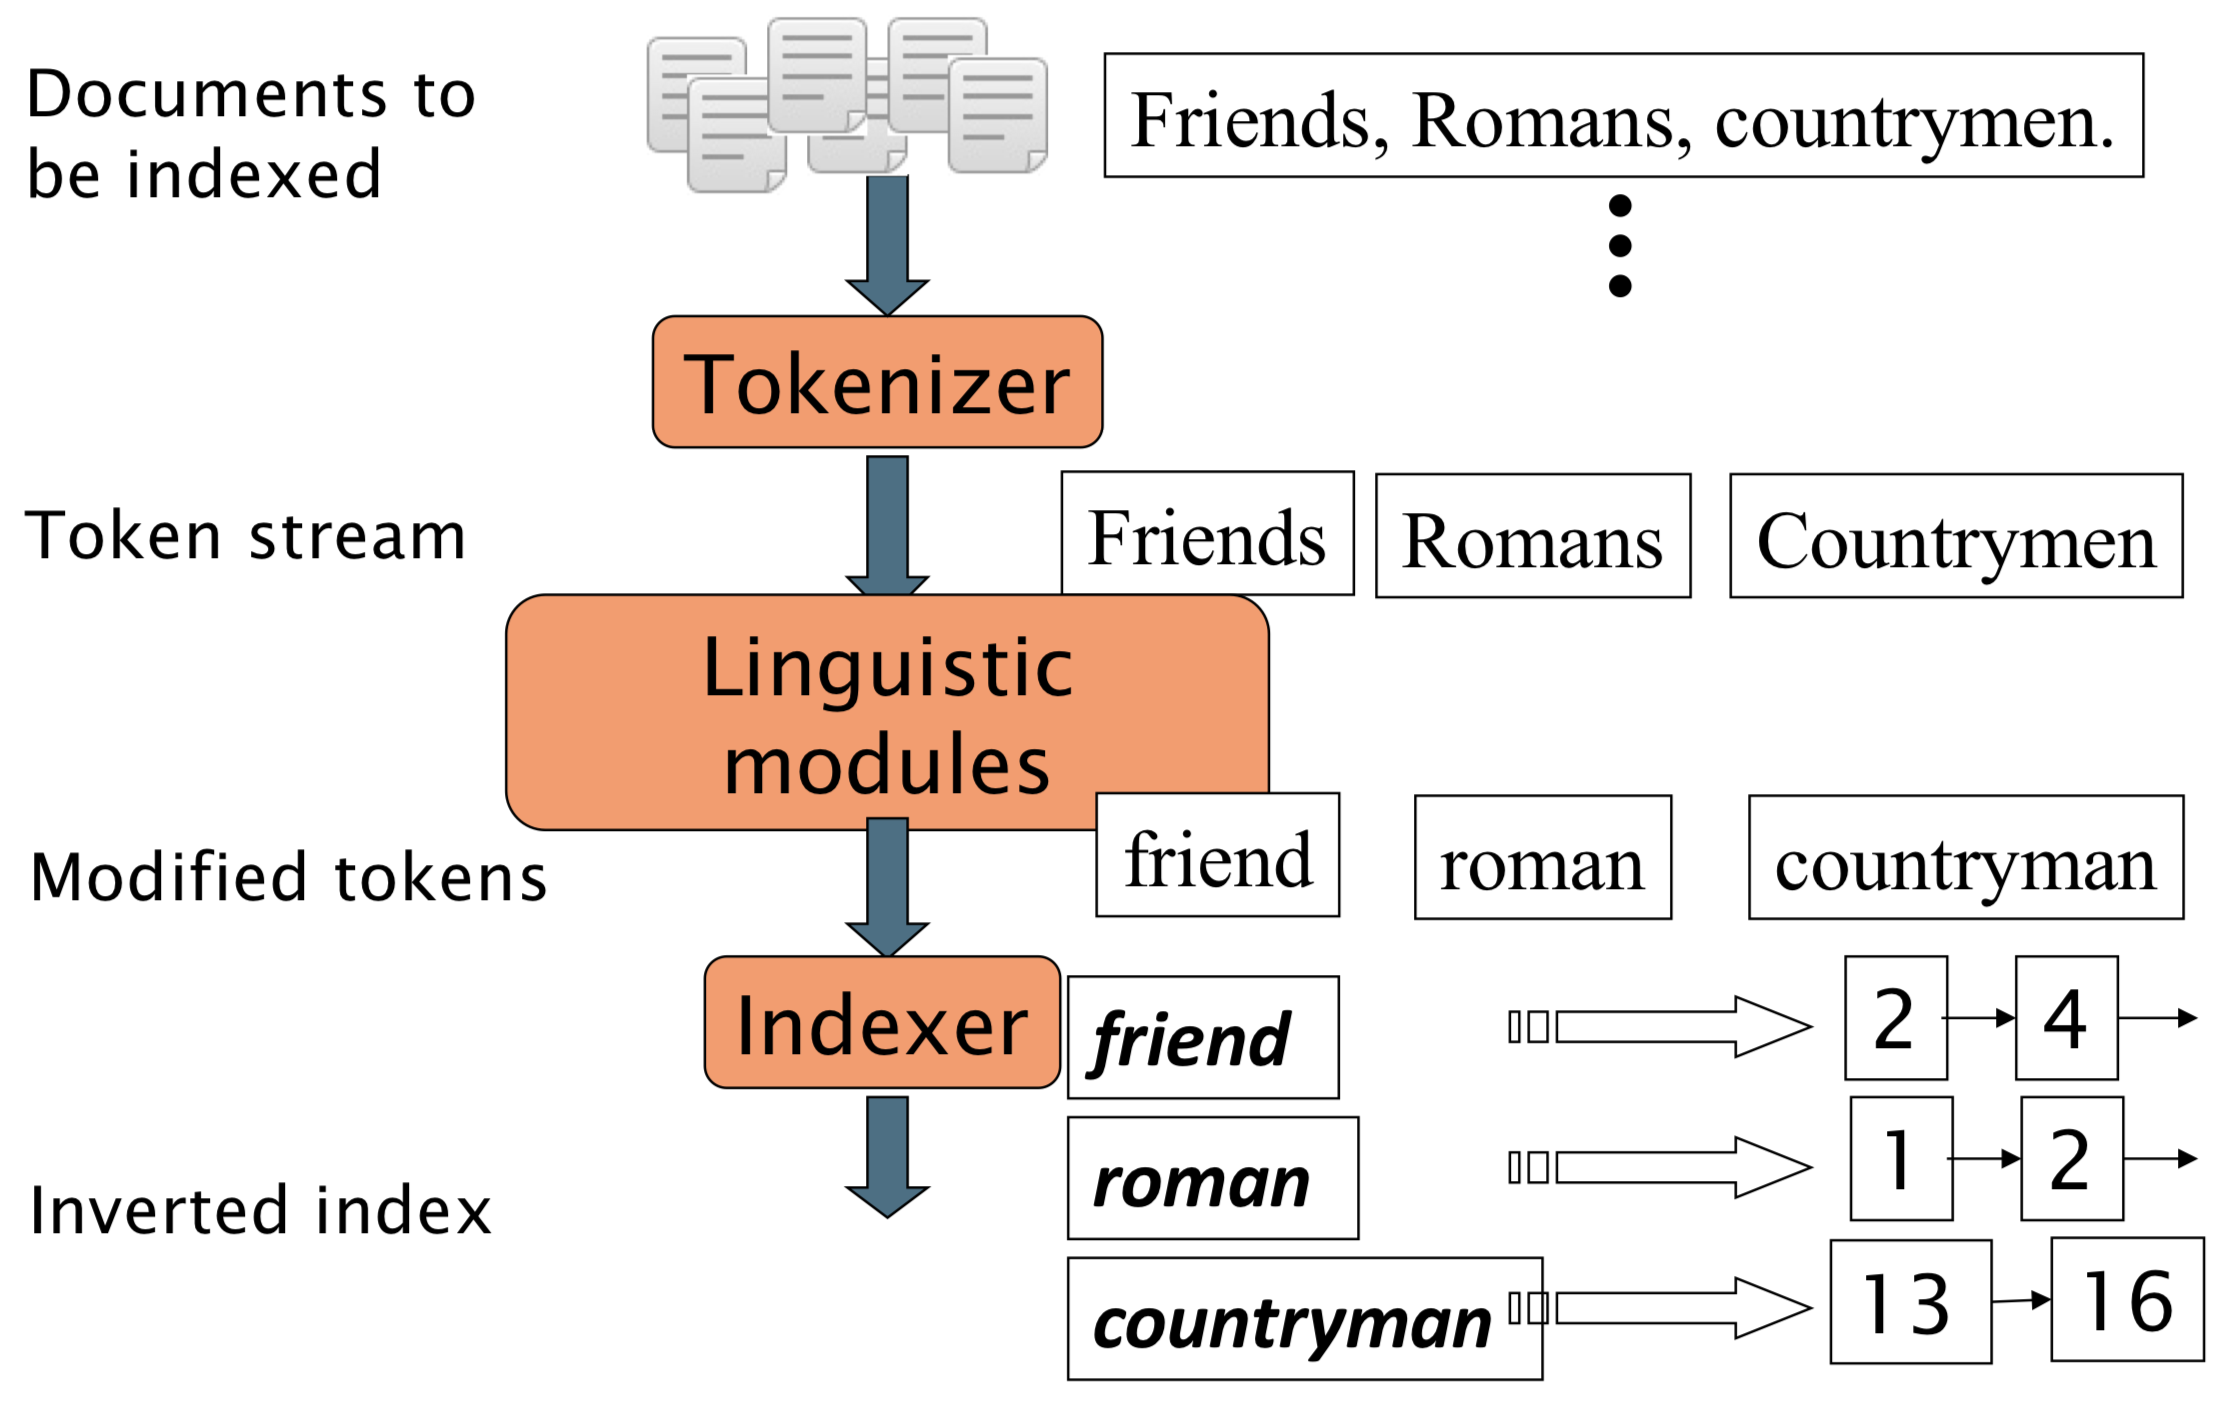 Documents to
be indexed
Friends, Romans, countrymen.
Tokenizer
Token stream
Friends
Romans
Countrymen
Linguistic
modules
Modified tokens
friend
roman
countryman
Indexer
friend
2
4
roman
1
2
Inverted index
countryman
13
16